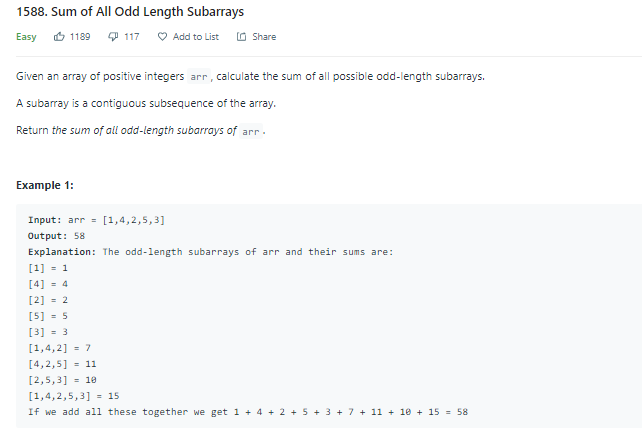 1588. Sum of All Odd Length Subarrays
Easy 1189 117 Add to List Share
Given an array of positive integers arr, calculate the sum of all possible odd-length subarrays.
A subarray is a contiguous subsequence of the array.
Return the sum of all odd-length subarrays of arr.
Example 1:
Input: arr = [1,4,2,5,3]
Output: 58
Explanation: The odd-length subarrays of arr and their sums are:
[1] = 1
[4] = 4
[2] = 2
[5] = 5
[3] = 3
[1,4,2] = 7
[4,2,5] = 11
[2,5,3] = 10
[1,4,2,5,3] = 15
If we add all these together we get 1 + 4 + 2 + 5 + 3 + 7 + 11 + 10 + 15 = 58